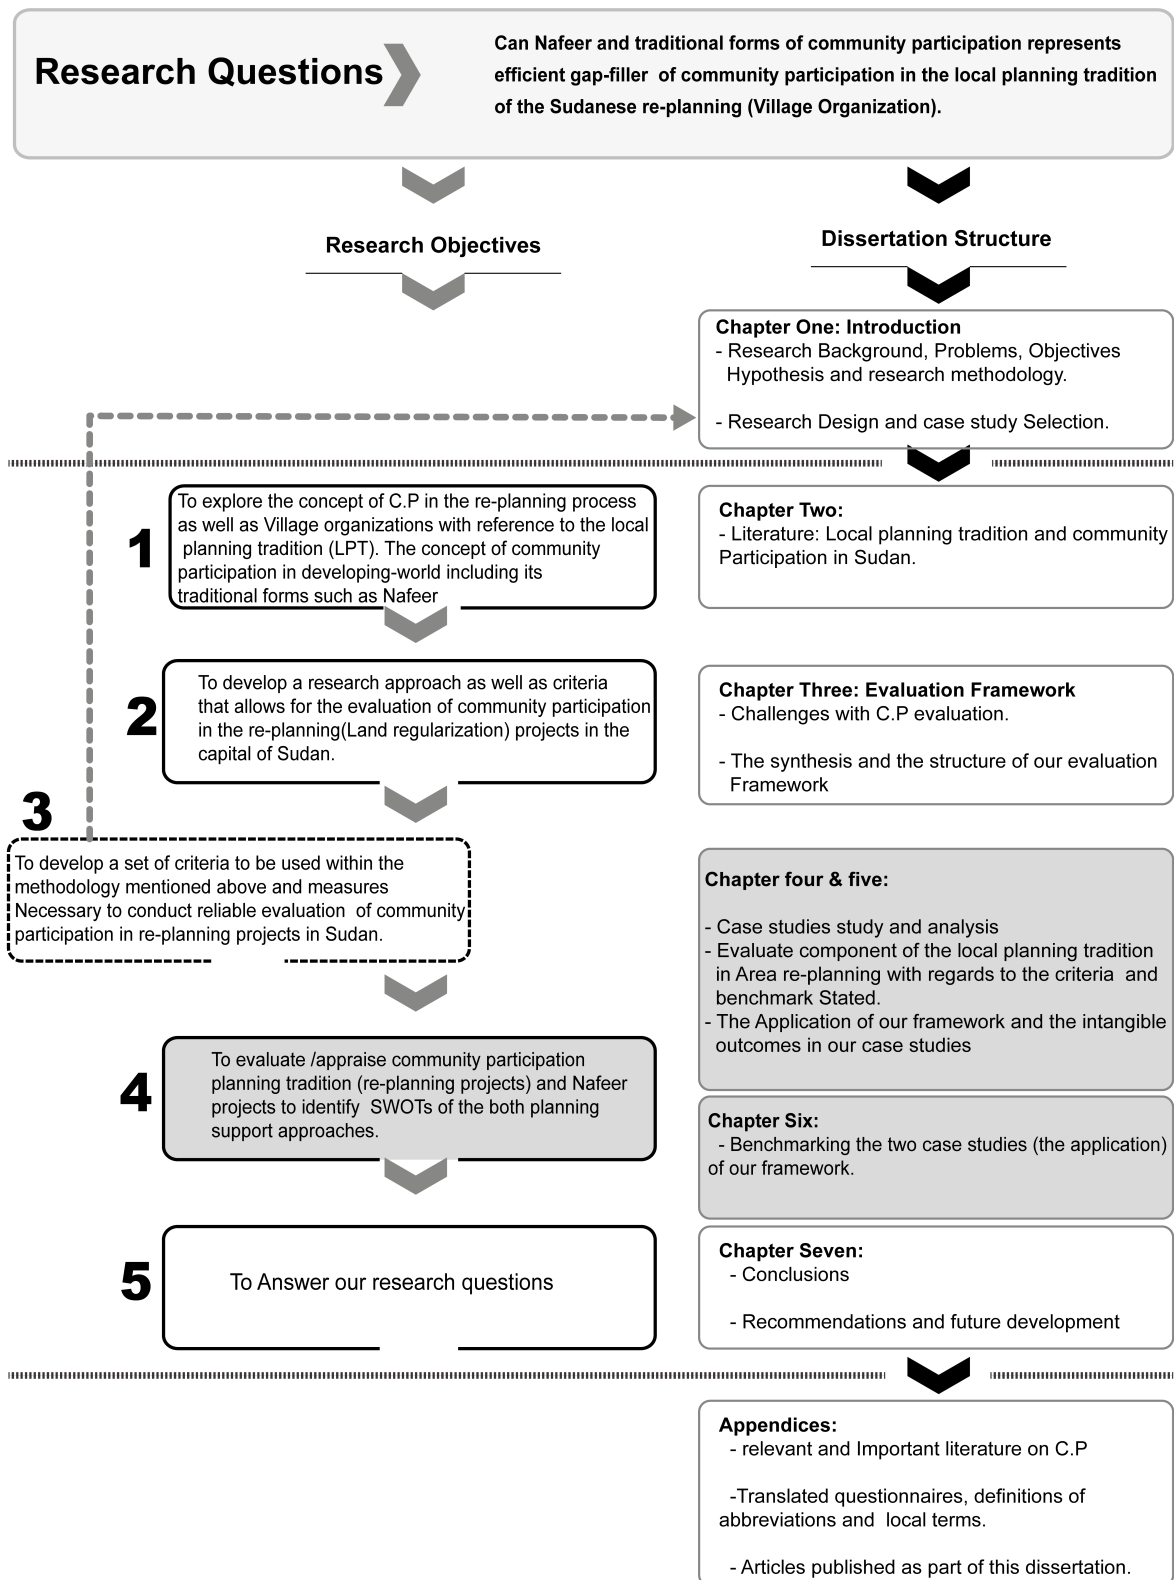 Research Questions
Can Nafeer and traditional forms of community participation represents
efficient gap-filler of community participation in the local planning tradition
of the Sudanese re-planning (Village Organization).
Research Objectives
Dissertation Structure
Chapter One: Introduction
- Research Background, Problems, Objectives
Hypothesis and research methodology.
- Research Design and case study Selection.
1
To explore the concept of C.P in the re-planning process
as well as Village organizations with reference to the local
planning tradition (LPT). The concept of community
participation in developing-world including its
traditional forms such as Nafeer
Chapter Two:
- Literature: Local planning tradition and community
Participation in Sudan.
2
To develop a research approach as well as criteria
that allows for the evaluation of community participation
in the re-planning(Land regularization) projects in the
capital of Sudan.
Chapter Three: Evaluation Framework
- Challenges with C.P evaluation.
- The synthesis and the structure of our evaluation
Framework
3
To develop a set of criteria to be used within the
methodology mentioned above and measures
Necessary to conduct reliable evaluation of community
participation in re-planning projects in Sudan.
Chapter four & five:
- Case studies study and analysis
- Evaluate component of the local planning tradition
in Area re-planning with regards to the criteria and
benchmark Stated.
- The Application of our framework and the intangible
outcomes in our case studies
4
To evaluate /appraise community participation
planning tradition (re-planning projects) and Nafeer
projects to identify SWOTs of the both planning
support approaches.
Chapter Six:
- Benchmarking the two case studies (the application)
of our framework.
5
To Answer our research questions
Chapter Seven:
- Conclusions
- Recommendations and future development
Appendices:
- relevant and Important literature on C.P
-Translated questionnaires, definitions of
abbreviations and local terms.
- Articles published as part of this dissertation.